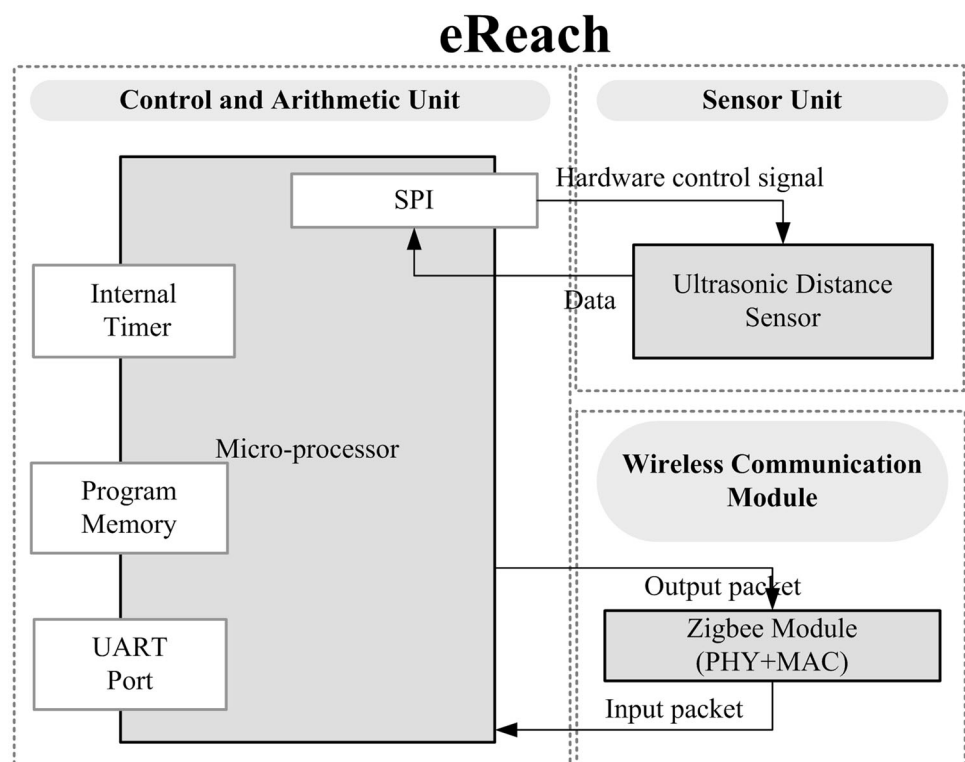 eReach
Control and Arithmetic Unit
Sensor Unit
SPI
Hardware control signal
Internal
Timer
Data
Ultrasonic Distance
Sensor
Micro-processor
Program
Memory
Wireless Communication
Module
Output packet
UART
Port
Zigbee Module
(PHY+MAC)
Input packet